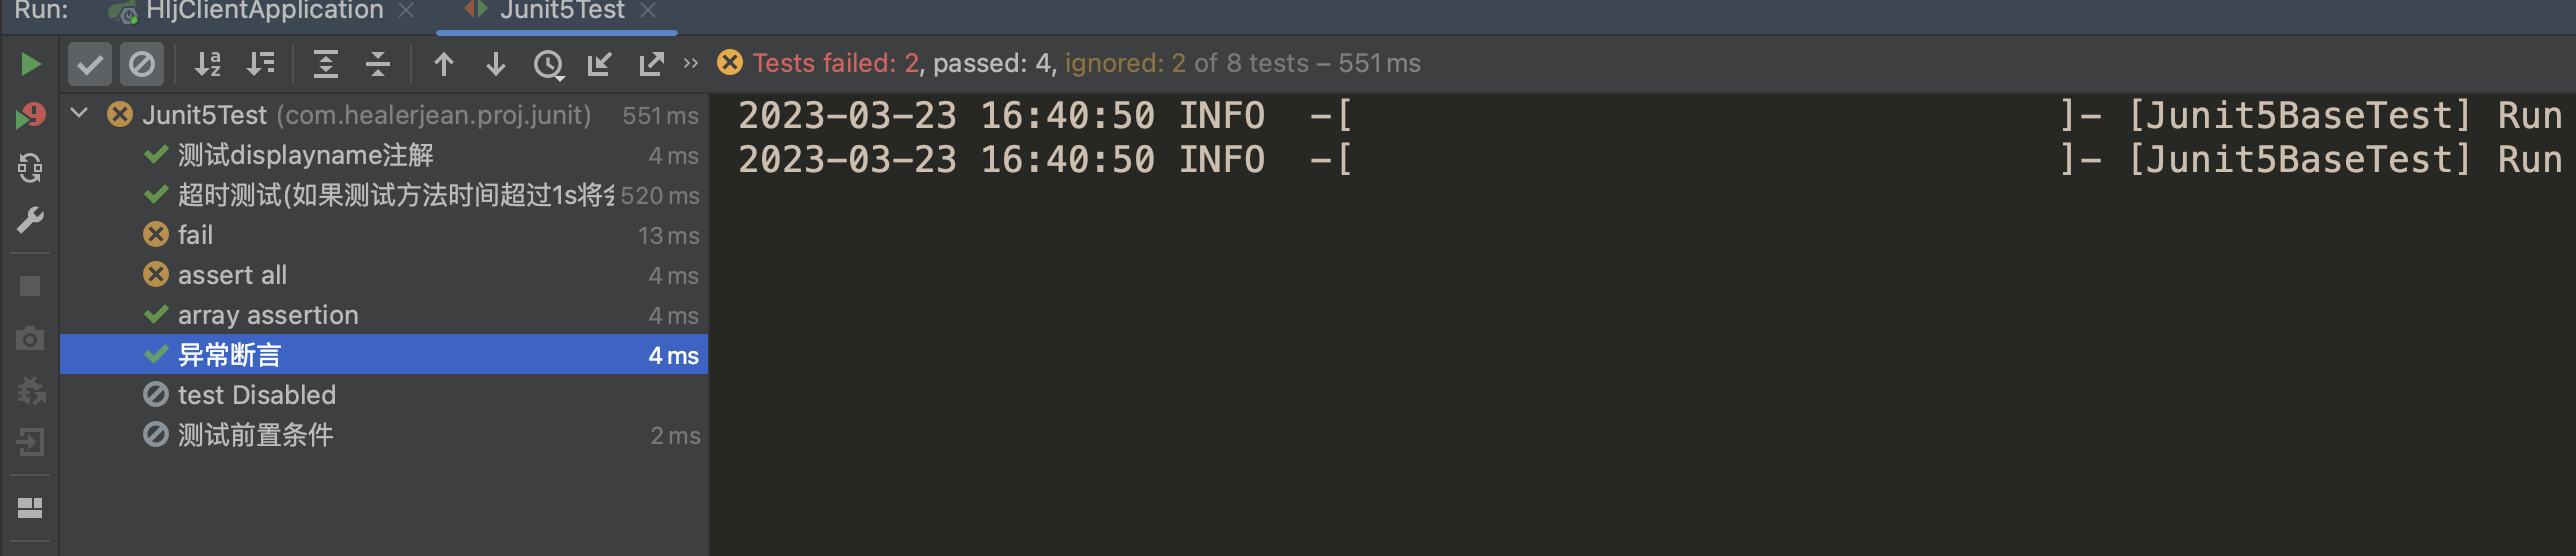 Run: HljClientApplication Junit5Test
Tests failed: 2, passed: 4, ignored: 2 of 8 tests – 551 ms
Junit5Test (com.healerjean.proj.junit) 551 ms
测试displayname注解 4 ms
超时测试(如果测试方法时间超过1s将 520 ms
fail 13 ms
assert all 4 ms
array assertion 4 ms
异常断言 4 ms
test Disabled
测试前置条件 2 ms
2023-03-23 16:40:50 INFO -[ ]- [Junit5BaseTest] Run
2023-03-23 16:40:50 INFO -[ ]- [Junit5BaseTest] Run